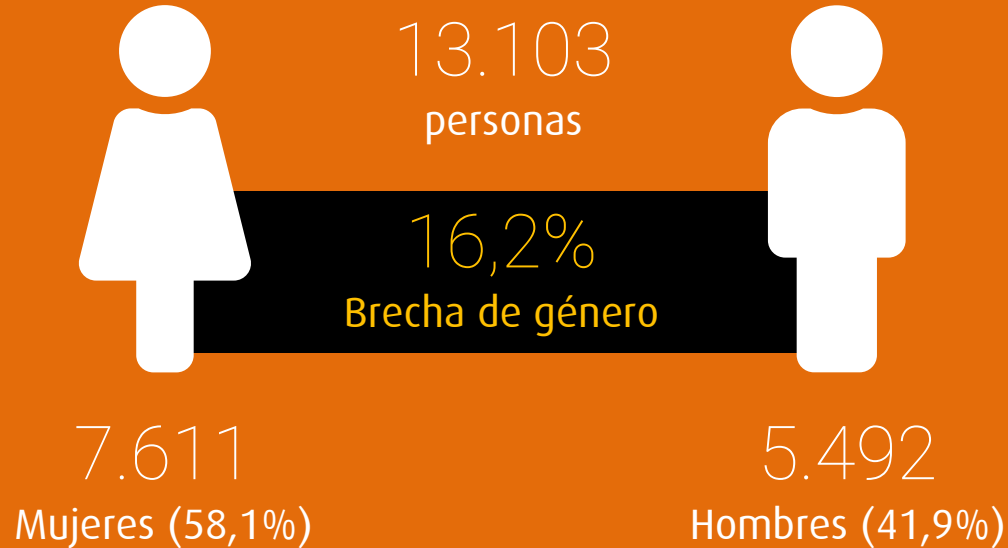 13.103
personas
16,2%
Brecha de género
7.611
Mujeres (58,1%)
5.492
Hombres (41,9%)